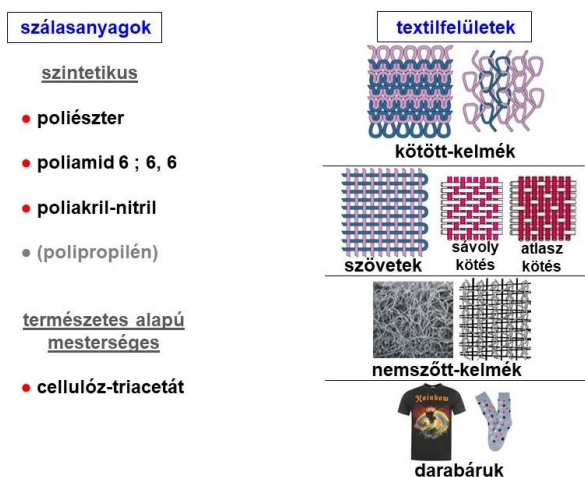 szálasanyagok
szintetikus
● poliészter
● poliamid 6 ; 6, 6
● poliakril-nitril
● (polipropilén)
természetes alapú
mesterséges
● cellulóz-triacetát
textilfelületek
kötött-kelmék
szövetek
sávoly
kötés
atlasz
kötés
nemszőtt-kelmék
Rainbow
darabáruk